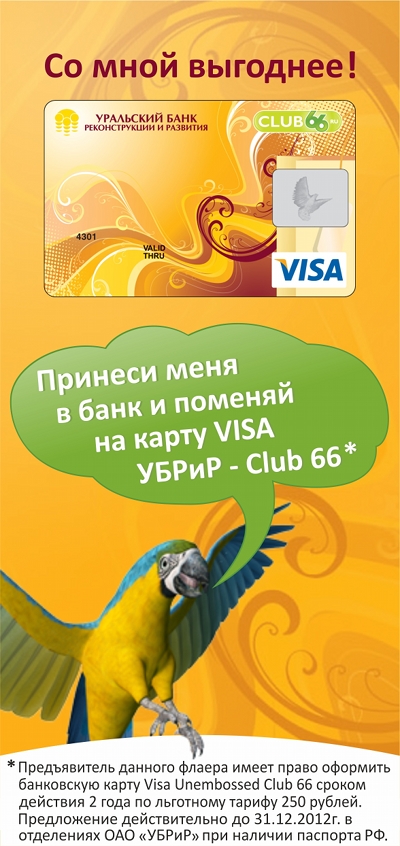 Со мной выгоднее!
УРАЛЬСКИЙ БАНК
РЕКОНСТРУКЦИИ И РАЗВИТИЯ
CLUB66.RU
4301
VALID
THRU
VISA
Принеси меня
в банк и поменяй
на карту VISA
УБРиР - Club 66*
* Предъявитель данного флаера имеет право оформить
банковскую карту Visa Unembossed Club 66 сроком
действия 2 года по льготному тарифу 250 рублей.
Предложение действительно до 31.12.2012г. в
отделениях ОАО «УБРиР» при наличии паспорта РФ.